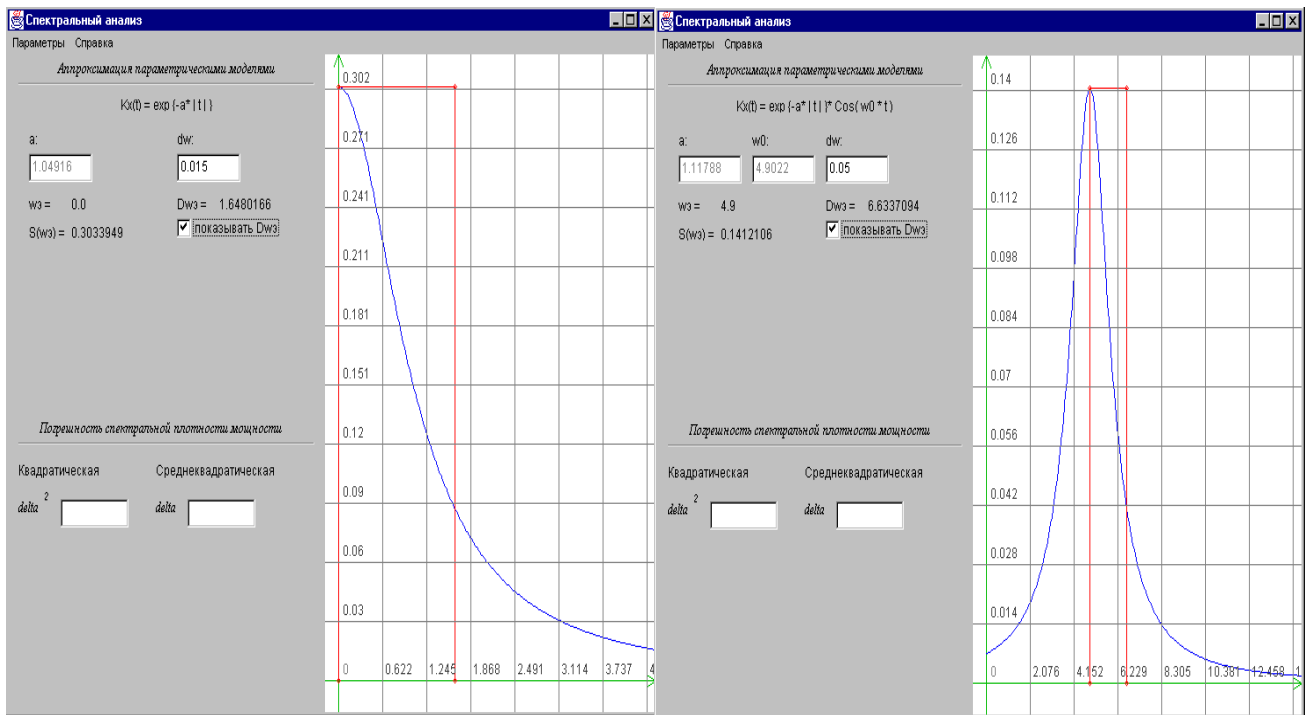 Спектральный анализ
Параметры Справка
Аппроксимация параметрическими моделями
Kx(t) = exp {-a* | t | }
a: dw:
1.04916 0.015
wэ = 0.0 Dwэ = 1.6480166
S(wэ) = 0.3033949 показывать Dwэ
Погрешность спектральной плотности мощности
Квадратическая Среднеквадратическая
delta 2 delta
0.302
0.271
0.241
0.211
0.181
0.151
0.12
0.09
0.06
0.03
0 0.622 1.245 1.868 2.491 3.114 3.737 4
Спектральный анализ
Параметры Справка
Аппроксимация параметрическими моделями
Kx(t) = exp {-a* | t | }* Cos( w0 * t )
a: w0: dw:
1.11788 4.9022 0.05
wэ = 4.9 Dwэ = 6.6337094
S(wэ) = 0.1412106 показывать Dwэ
Погрешность спектральной плотности мощности
Квадратическая Среднеквадратическая
delta 2 delta
0.14
0.126
0.112
0.098
0.084
0.07
0.056
0.042
0.028
0.014
0 2.076 4.152 6.229 8.305 10.381 12.458 1